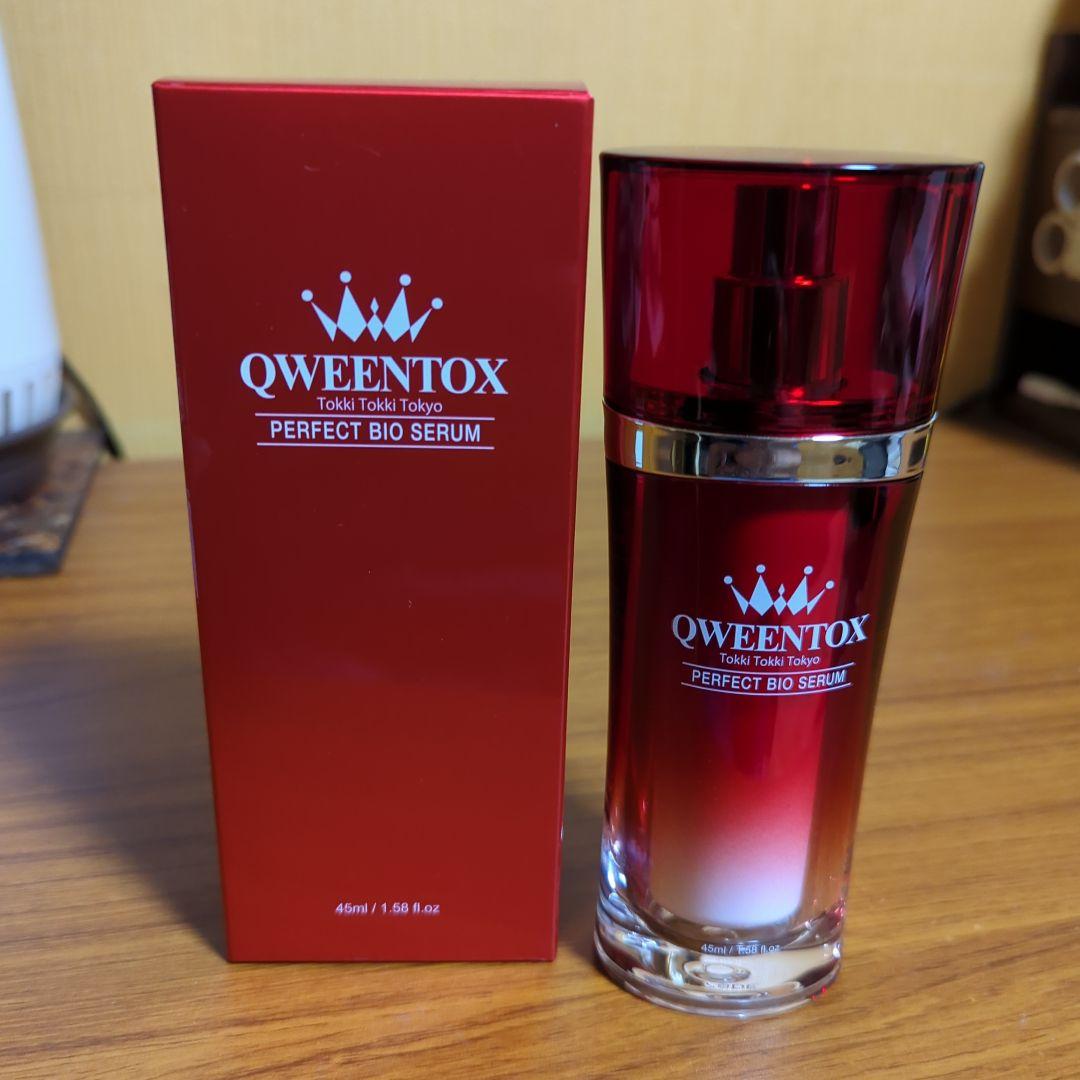 QWEENTOX
Tokki Tokki Tokyo
PERFECT BIO SERUM
45ml / 1.58 fl.oz
QWEENTOX
Tokki Tokki Tokyo
PERFECT BIO SERUM
45ml / 1.58 fl.oz